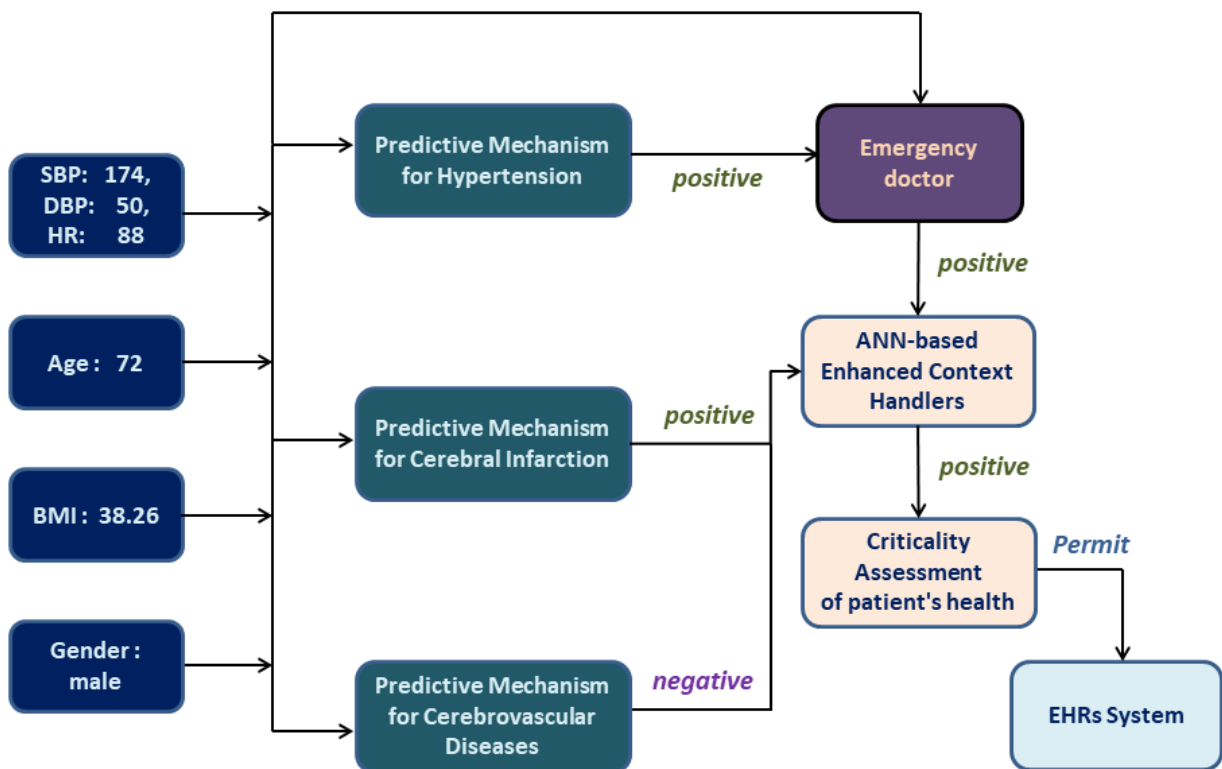 SBP: 174,
DBP: 50,
HR: 88
Age : 72
BMI : 38.26
Gender :
male
Predictive Mechanism
for Hypertension
positive
Emergency
doctor
positive
Predictive Mechanism
for Cerebral Infarction
positive
ANN-based
Enhanced Context
Handlers
positive
Predictive Mechanism
for Cerebrovascular
Diseases
negative
Criticality
Assessment
of patient's health
Permit
EHRs System